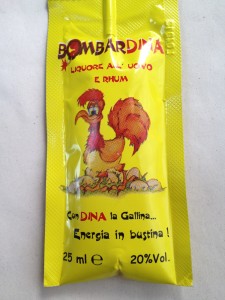 BOMBARDINA
LIQUORE ALL' UOVO
E RHUM
Con DINA la Gallina...
Energia in bustina !
25 ml e 20%Vol.